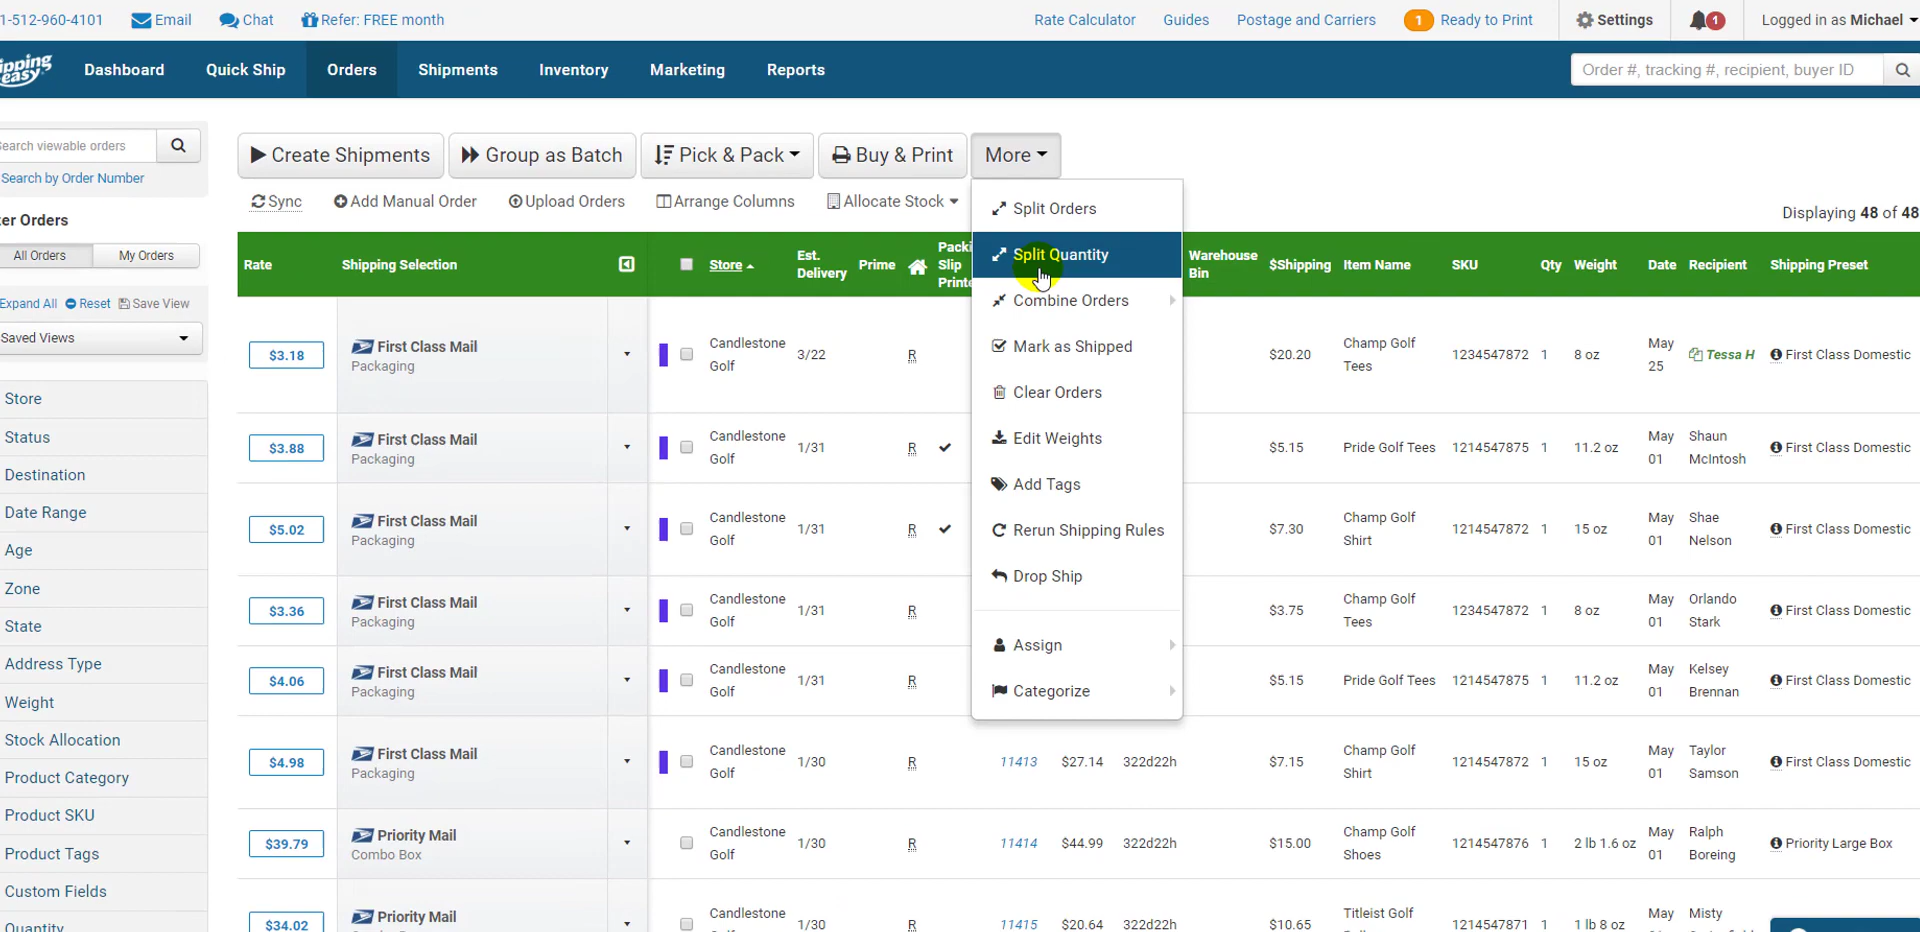 1-512-960-4101 Email Chat Refer: FREE month Rate Calculator Guides Postage and Carriers 1 Ready to Print Settings 1 Logged in as Michael
Dashboard Quick Ship Orders Shipments Inventory Marketing Reports Order #, tracking #, recipient, buyer ID
pping
easy
earch viewable orders
Search by Order Number
er Orders
All Orders My Orders
Expand All Reset Save View
Saved Views
Store
Status
Destination
Date Range
Age
Zone
State
Address Type
Weight
Stock Allocation
Product Category
Product SKU
Product Tags
Custom Fields
Quantity
Create Shipments Group as Batch Pick & Pack Buy & Print More
Sync Add Manual Order Upload Orders Arrange Columns Allocate Stock
Displaying 48 of 48
Split Orders
Split Quantity
Combine Orders
Mark as Shipped
Clear Orders
Edit Weights
Add Tags
Rerun Shipping Rules
Drop Ship
Assign
Categorize
Rate Shipping Selection Store Est. Delivery Prime Packi Slip Printe Warehouse Bin $Shipping Item Name SKU Qty Weight Date Recipient Shipping Preset
$3.18 First Class Mail Packaging Candlestone Golf 3/22 R $20.20 Champ Golf Tees 1234547872 1 8 oz May 25 Tessa H First Class Domestic
$3.88 First Class Mail Packaging Candlestone Golf 1/31 R $5.15 Pride Golf Tees 1214547875 1 11.2 oz May 01 Shaun McIntosh First Class Domestic
$5.02 First Class Mail Packaging Candlestone Golf 1/31 R $7.30 Champ Golf Shirt 1214547872 1 15 oz May 01 Shae Nelson First Class Domestic
$3.36 First Class Mail Packaging Candlestone Golf 1/31 R $3.75 Champ Golf Tees 1234547872 1 8 oz May 01 Orlando Stark First Class Domestic
$4.06 First Class Mail Packaging Candlestone Golf 1/31 R $5.15 Pride Golf Tees 1214547875 1 11.2 oz May 01 Kelsey Brennan First Class Domestic
$4.98 First Class Mail Packaging Candlestone Golf 1/30 R 11413 $27.14 322d22h $7.15 Champ Golf Shirt 1214547872 1 15 oz May 01 Taylor Samson First Class Domestic
$39.79 Priority Mail Combo Box Candlestone Golf 1/30 R 11414 $44.99 322d22h $15.00 Champ Golf Shoes 1214547876 1 2 lb 1.6 oz May 01 Ralph Boreing Priority Large Box
$34.02 Priority Mail Candlestone Golf 1/30 R 11415 $20.64 322d22h $10.65 Titleist Golf 1214547871 1 1 lb 8 oz May 01 Misty